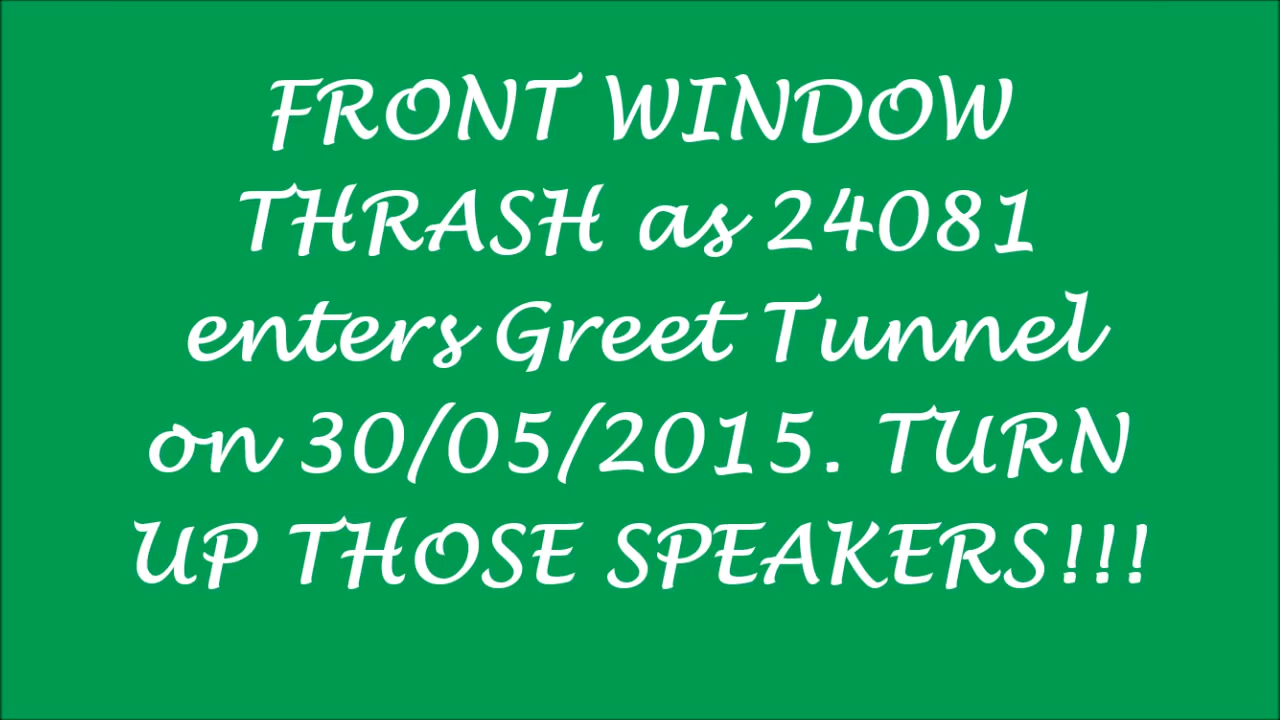 FRONT WINDOW
THRASH as 24081
enters Greet Tunnel
on 30/05/2015. TURN
UP THOSE SPEAKERS!!!